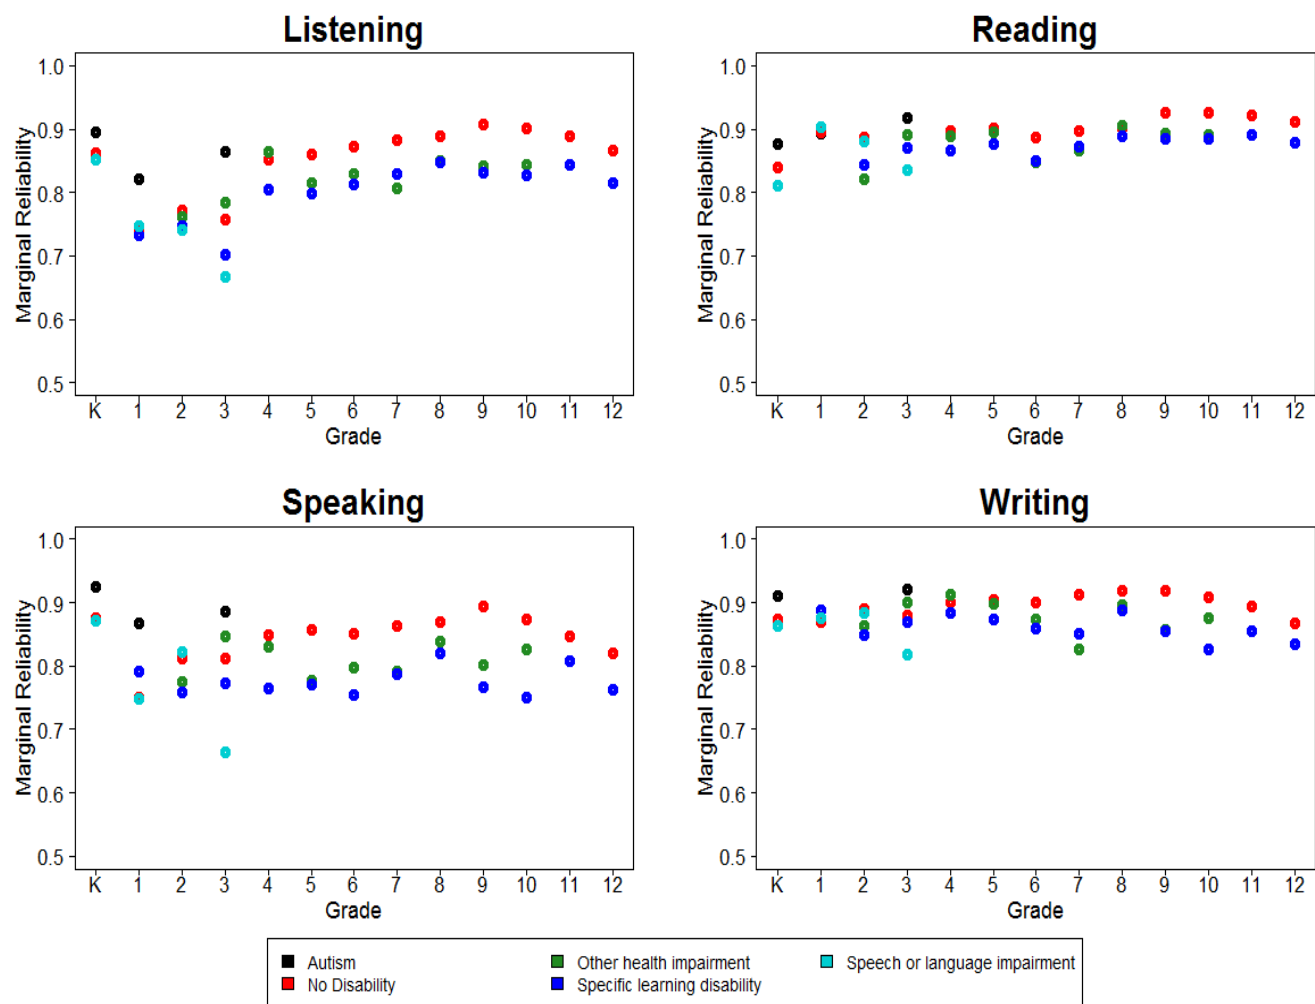 Listening
Reading
1.0
0.9
0.8
0.7
0.6
0.5
Marginal Reliability
K 1 2 3 4 5 6 7 8 9 10 11 12
Grade
1.0
0.9
0.8
0.7
0.6
0.5
Marginal Reliability
K 1 2 3 4 5 6 7 8 9 10 11 12
Grade
Speaking
Writing
1.0
0.9
0.8
0.7
0.6
0.5
Marginal Reliability
K 1 2 3 4 5 6 7 8 9 10 11 12
Grade
1.0
0.9
0.8
0.7
0.6
0.5
Marginal Reliability
K 1 2 3 4 5 6 7 8 9 10 11 12
Grade
Autism
No Disability
Other health impairment
Specific learning disability
Speech or language impairment